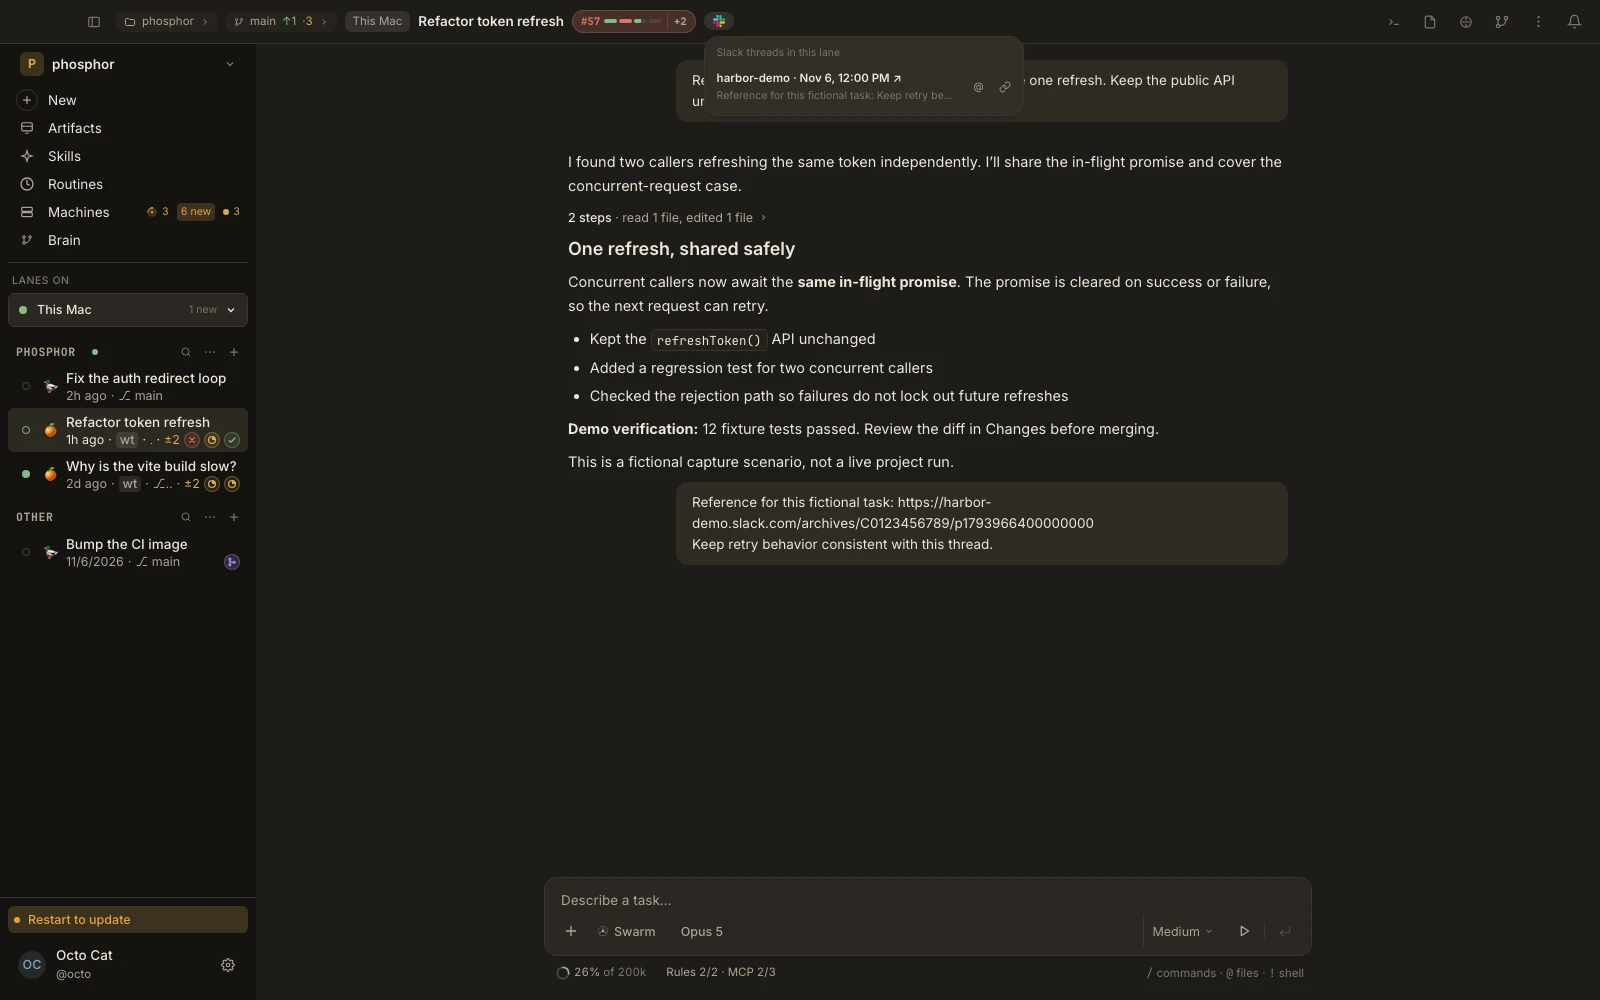 phosphor
main ↑1 ·3
This Mac
Refactor token refresh
#57
+2
P phosphor
New
Artifacts
Skills
Routines
Machines 3 6 new 3
Brain
LANES ON
This Mac 1 new
PHOSPHOR
Fix the auth redirect loop
2h ago · ⌥ main
Refactor token refresh
1h ago · wt · . · ±2
Why is the vite build slow?
2d ago · wt · ⌥.. · ±2
OTHER
Bump the CI image
11/6/2026 · ⌥ main
Restart to update
OC Octo Cat
@octo
Slack threads in this lane
harbor-demo · Nov 6, 12:00 PM ↗
Reference for this fictional task: Keep retry be...
one refresh. Keep the public API
I found two callers refreshing the same token independently. I’ll share the in-flight promise and cover the
concurrent-request case.
2 steps · read 1 file, edited 1 file ›
One refresh, shared safely
Concurrent callers now await the same in-flight promise. The promise is cleared on success or failure,
so the next request can retry.
• Kept the refreshToken() API unchanged
• Added a regression test for two concurrent callers
• Checked the rejection path so failures do not lock out future refreshes
Demo verification: 12 fixture tests passed. Review the diff in Changes before merging.
This is a fictional capture scenario, not a live project run.
Reference for this fictional task: https://harbor-
demo.slack.com/archives/C0123456789/p1793966400000000
Keep retry behavior consistent with this thread.
Describe a task...
+ Swarm Opus 5 Medium
26% of 200k Rules 2/2 · MCP 2/3 / commands · @ files · ! shell